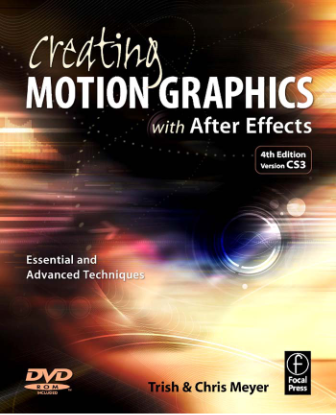 creating
MOTION GRAPHICS
with After Effects
4th Edition
Version CS3
Essential and
Advanced Techniques
DVD
ROM
INCLUDED
Trish & Chris Meyer
f
Focal
Press